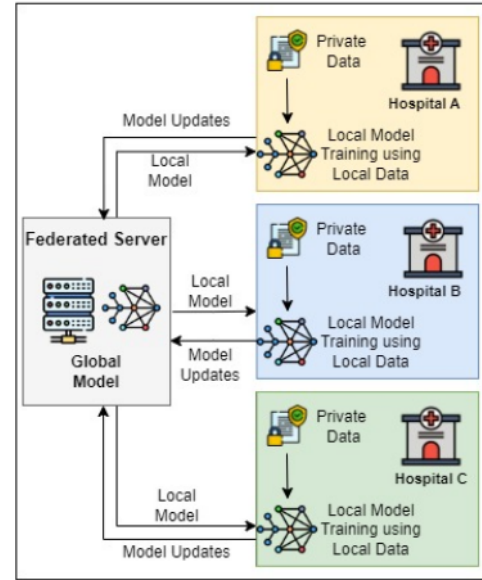 Private
Data
Hospital A
Model Updates
Local
Model
Local Model
Training using
Local Data
Federated Server
Global
Model
Private
Data
Hospital B
Local
Model
Local Model
Training using
Local Data
Model
Updates
Private
Data
Hospital C
Local
Model
Model Updates
Local Model
Training using
Local Data